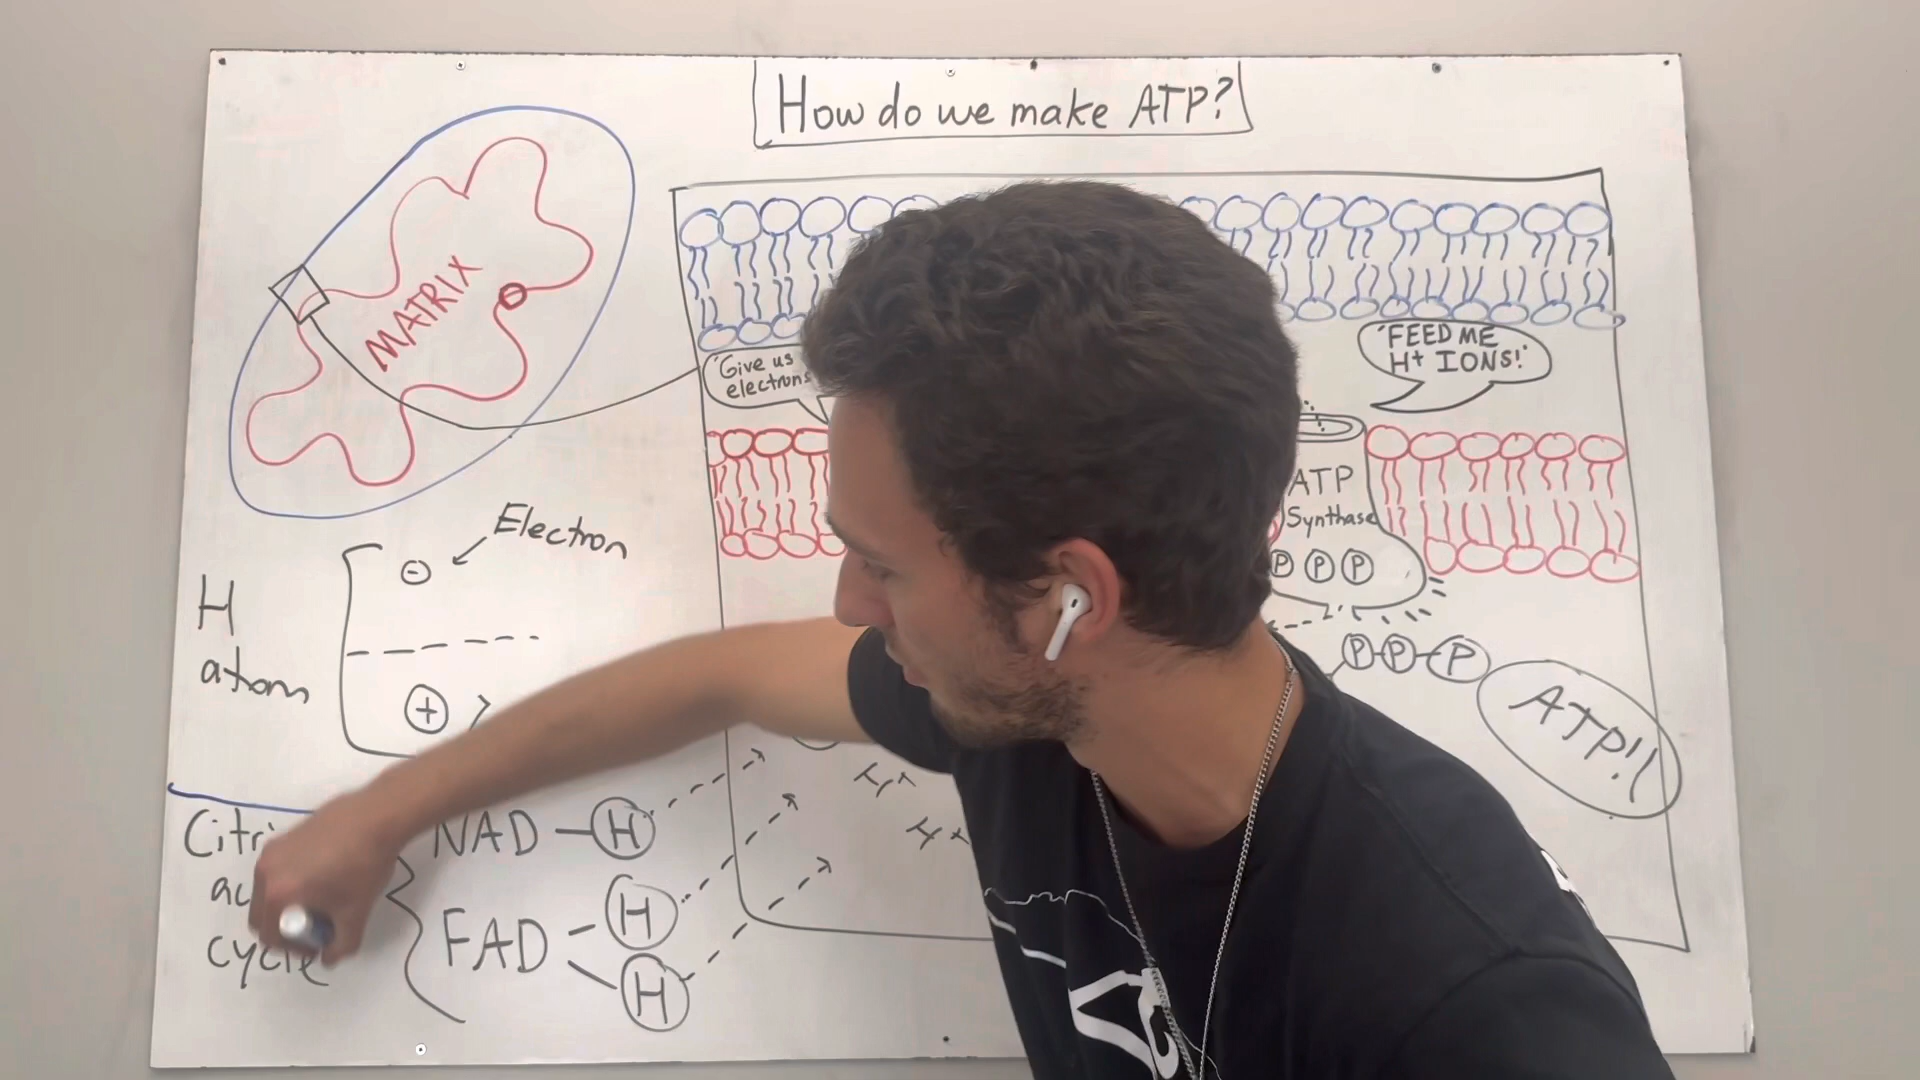 How do we make ATP?
MATRIX
"Give us
electrons
"FEED ME
H+ IONS!"
ATP
Synthase
P P P
Electron
-
H
atom
+
P-P-P
ATP!!
H+
H+
NAD - H
acid
cycle
FAD - H
H